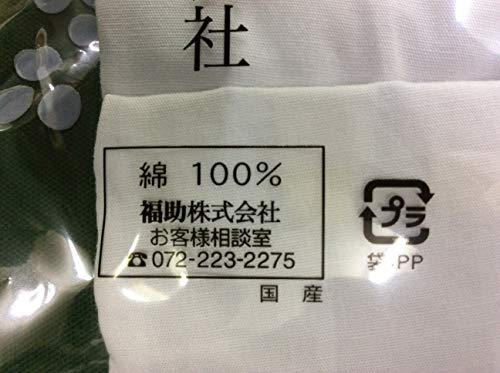 社
綿 100%
福助株式会社
お客様相談室
☎072-223-2275
国産
プラ
袋:PP